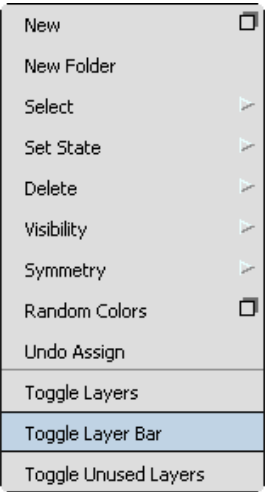 New
New Folder
Select
Set State
Delete
Visibility
Symmetry
Random Colors
Undo Assign
Toggle Layers
Toggle Layer Bar
Toggle Unused Layers